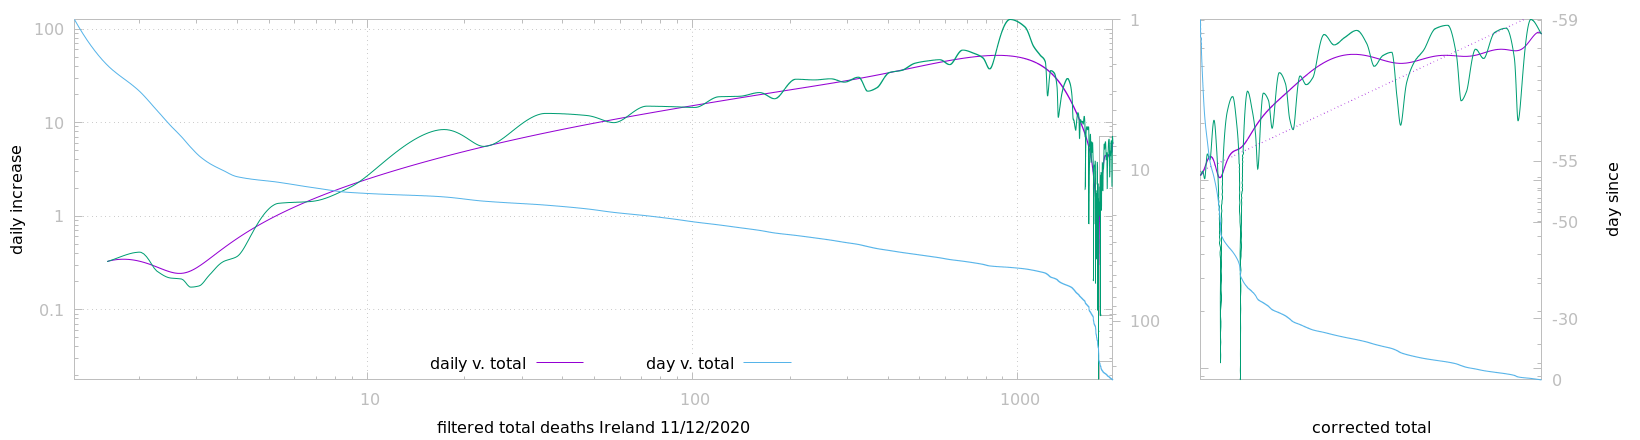 100
10
1
0.1
daily increase
daily v. total
day v. total
10
100
1000
filtered total deaths Ireland 11/12/2020
1
10
100
-59
-55
-50
-30
0
day since
corrected total